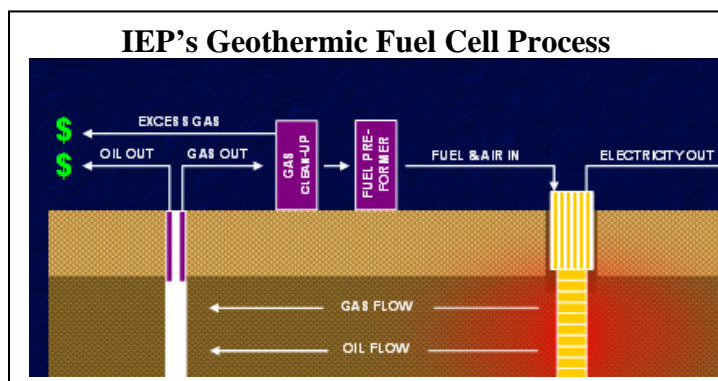 IEP's Geothermic Fuel Cell Process
$
EXCESS GAS
$
OIL OUT
GAS OUT
GAS
CLEAN-UP
FUEL PRE-
FORMER
FUEL & AIR IN
ELECTRICITY OUT
GAS FLOW
OIL FLOW